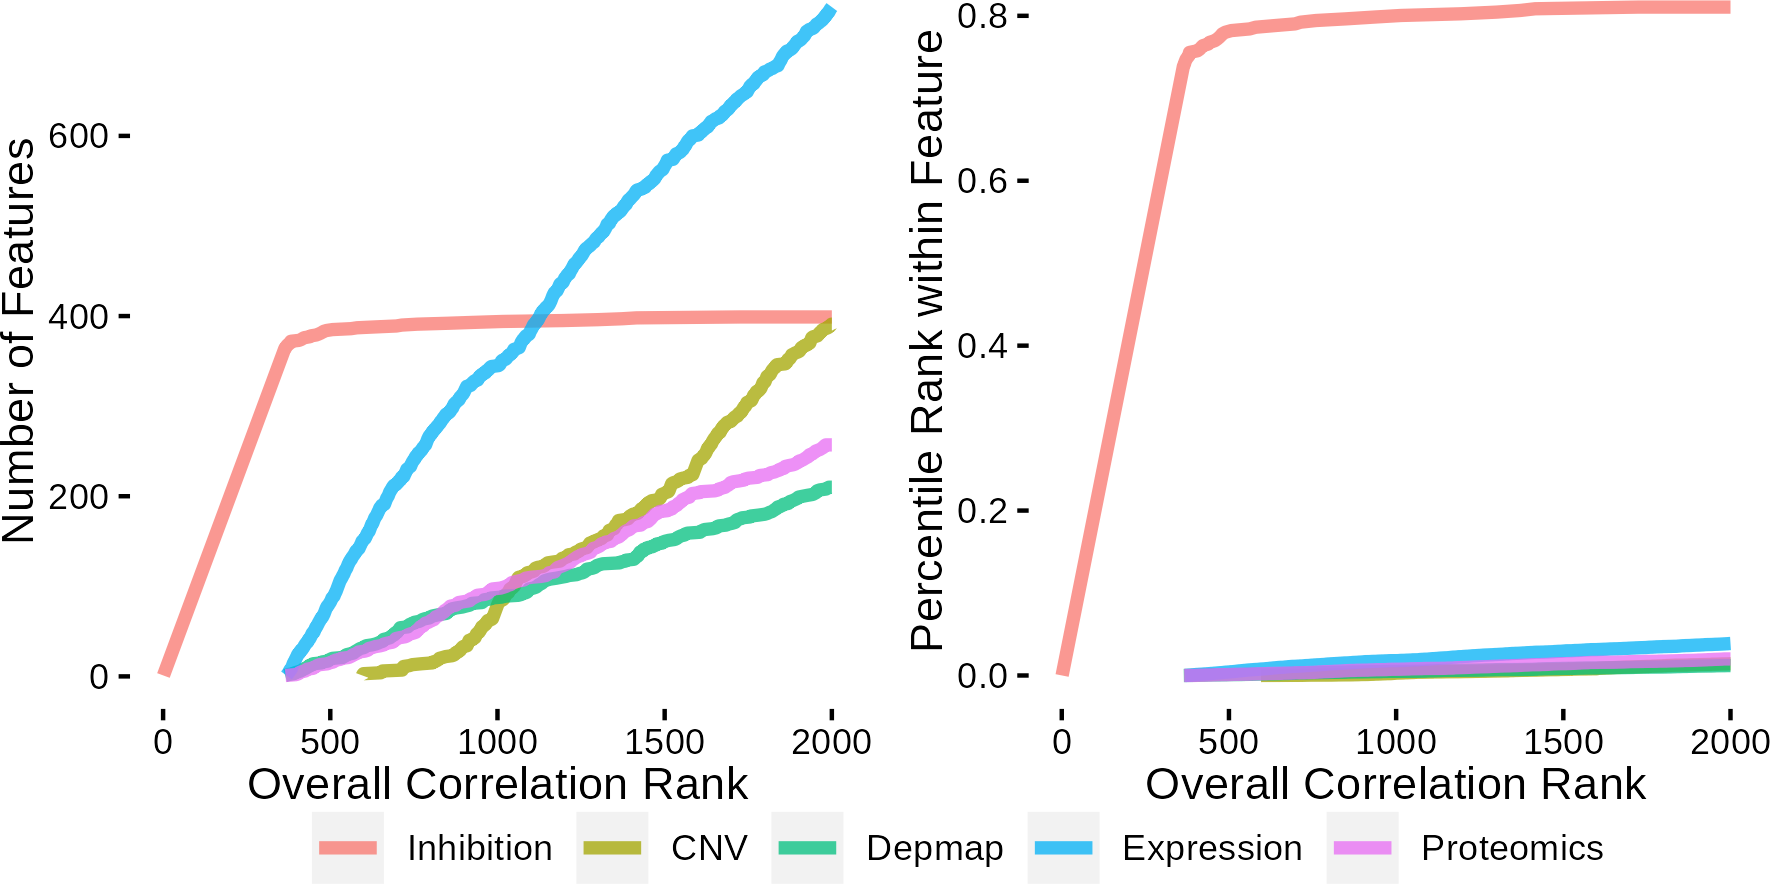 Number of Features
600
400
200
0
0 500 1000 1500 2000
Overall Correlation Rank
Percentile Rank within Feature
0.8
0.6
0.4
0.2
0.0
0 500 1000 1500 2000
Overall Correlation Rank
Inhibition CNV Depmap Expression Proteomics